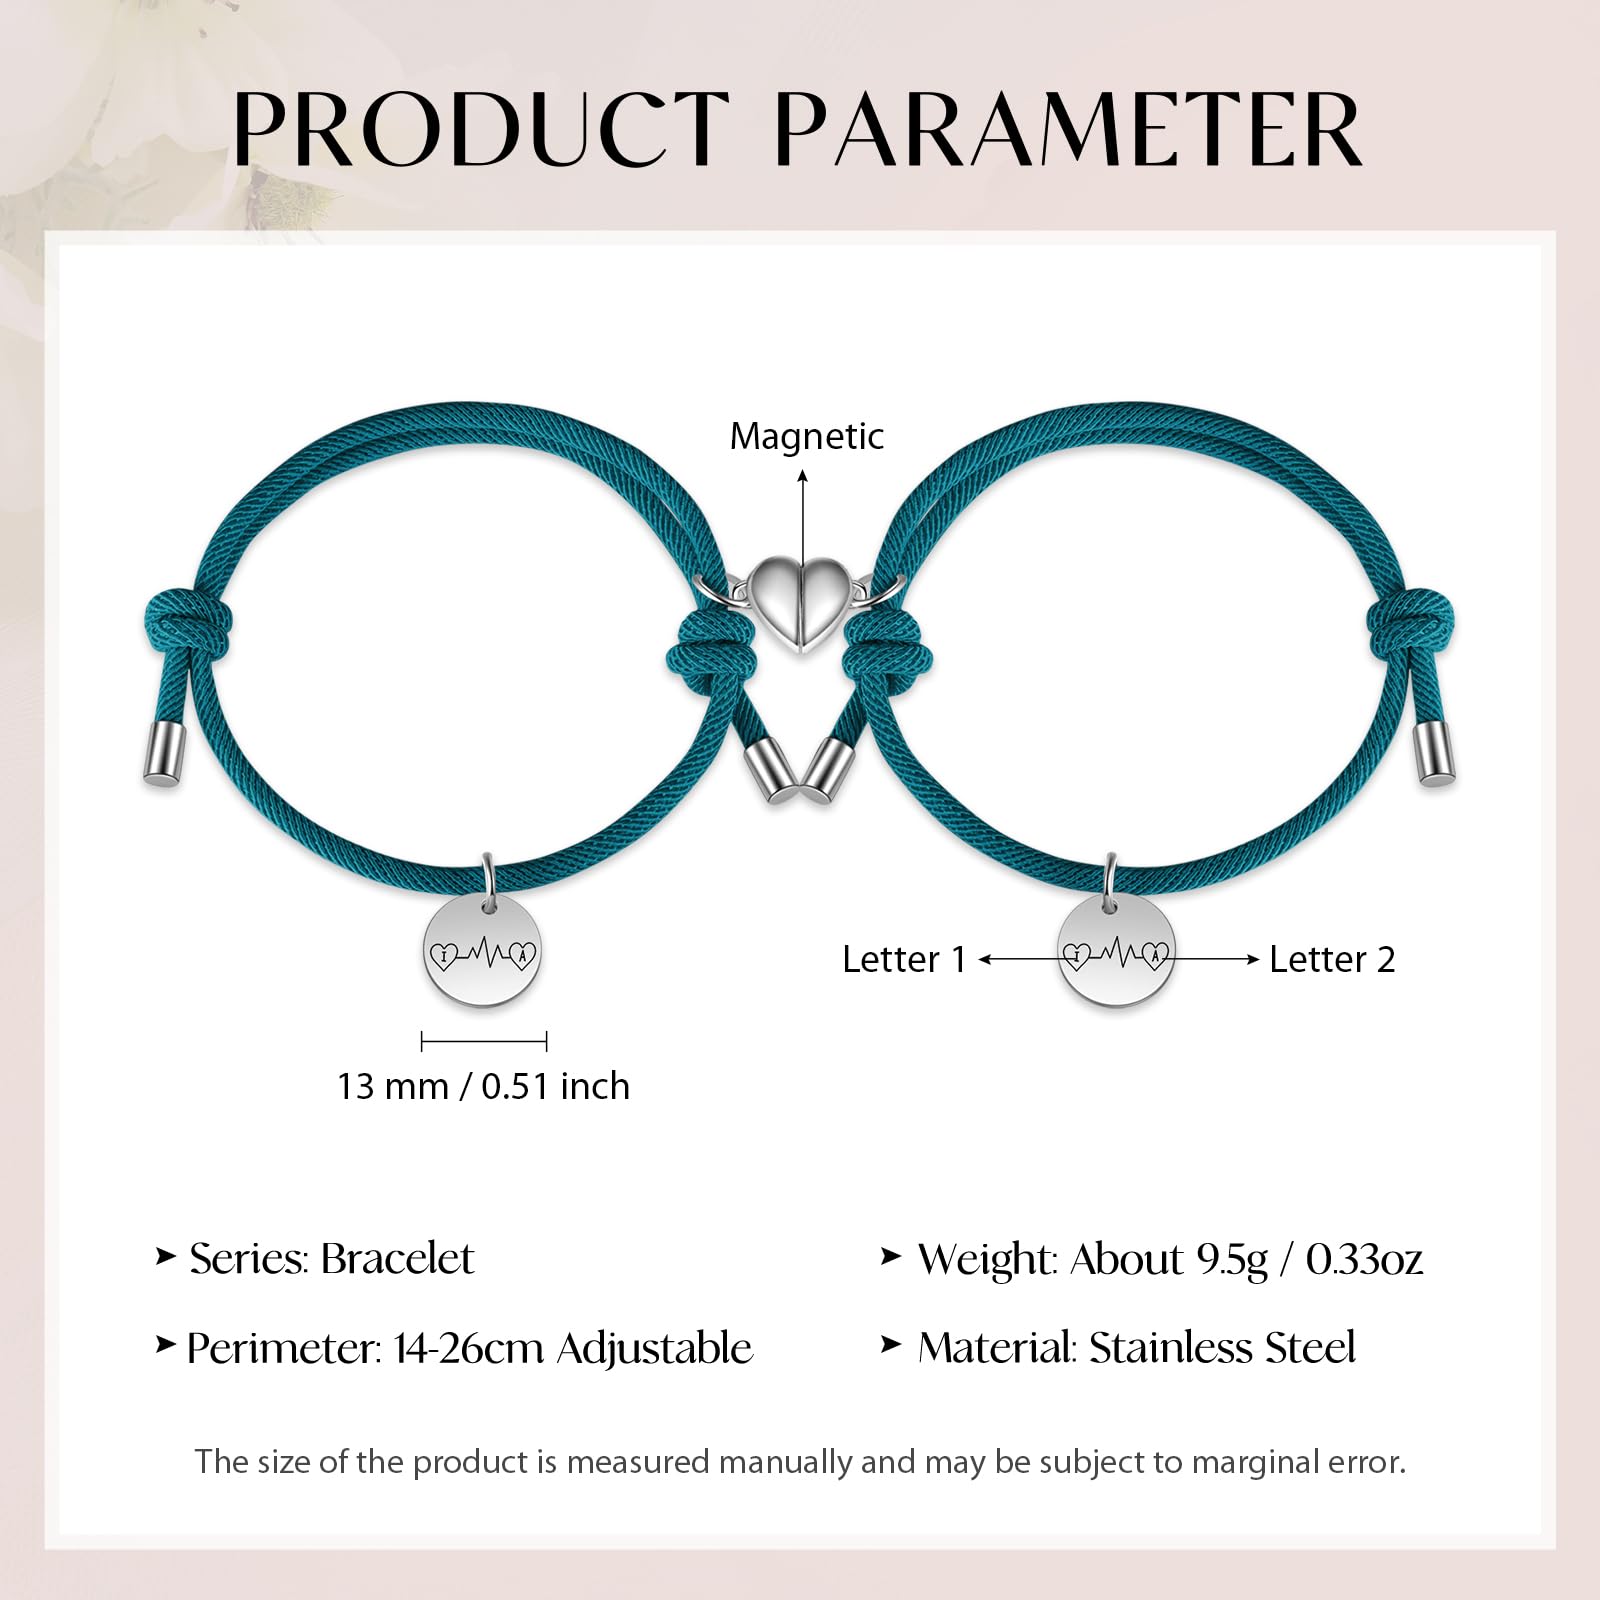 PRODUCT PARAMETER
Magnetic
I A
Letter 1 I A Letter 2
13 mm / 0.51 inch
➤ Series: Bracelet
➤ Weight: About 9.5g / 0.33oz
➤ Perimeter: 14-26cm Adjustable
➤ Material: Stainless Steel
The size of the product is measured manually and may be subject to marginal error.